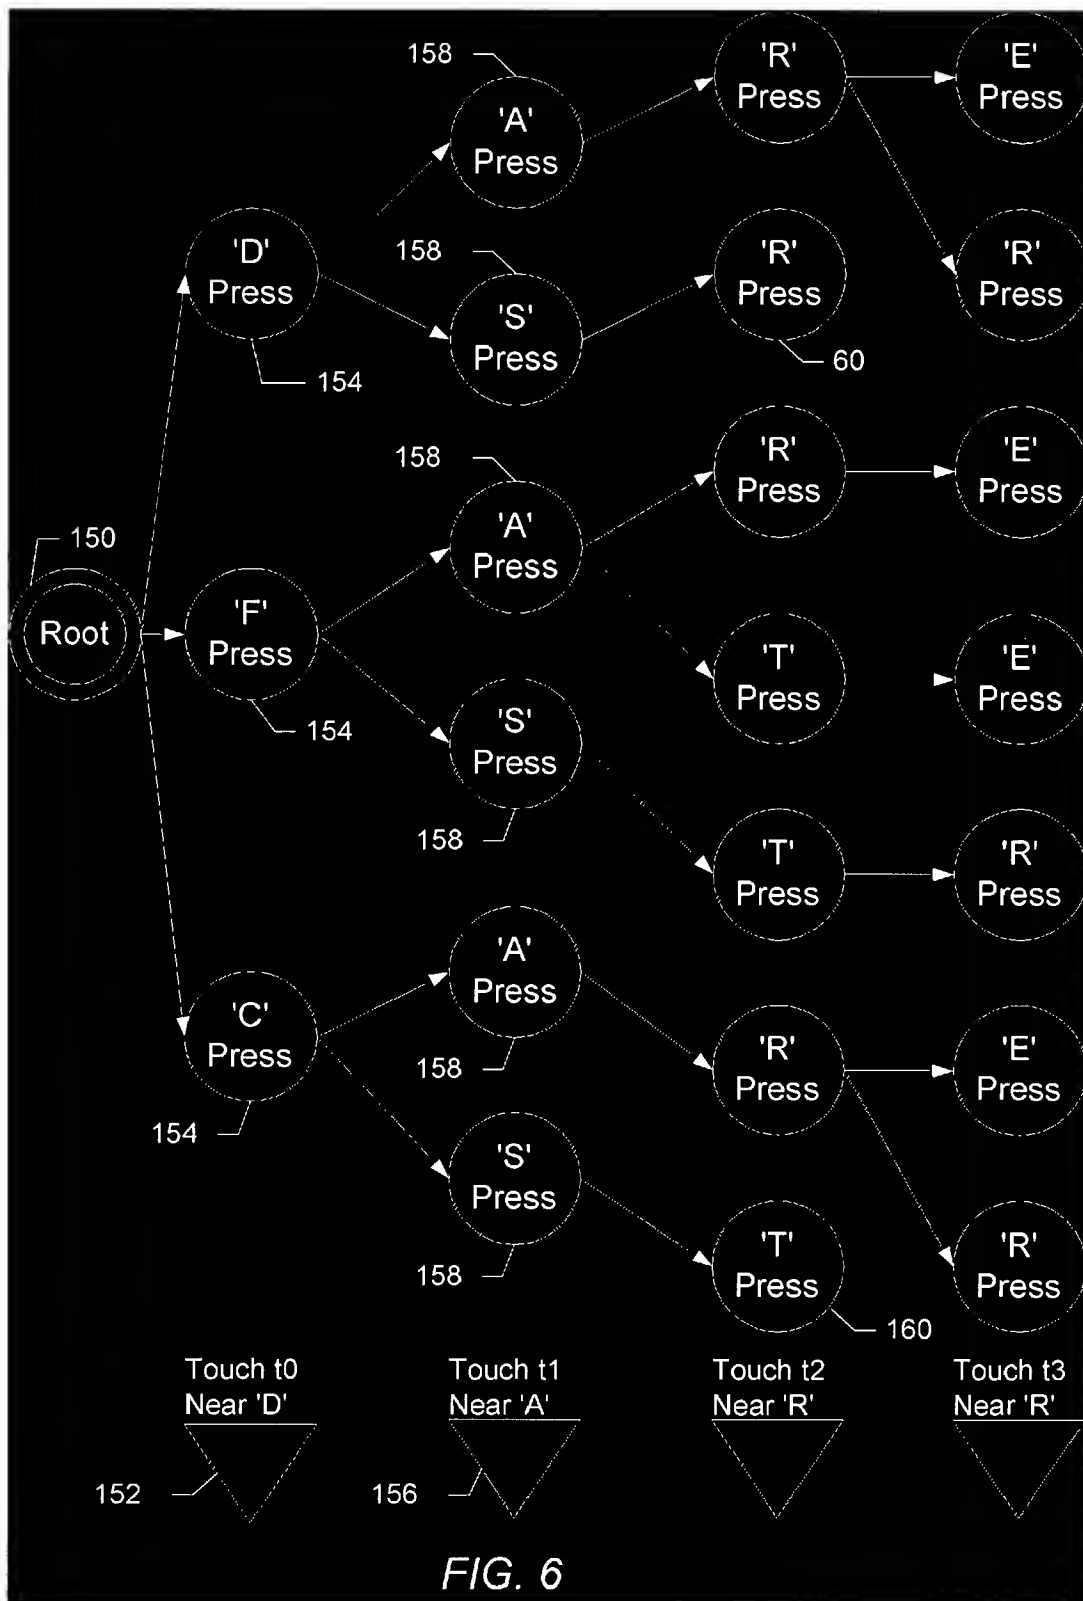 158
'A'
Press
'R'
Press
'E'
Press
'D'
Press
154
158
'S'
Press
'R'
Press
60
'R'
Press
150
Root
'F'
Press
154
158
'A'
Press
'R'
Press
'E'
Press
'S'
Press
158
'T'
Press
'E'
Press
'T'
Press
'R'
Press
'C'
Press
154
'A'
Press
158
'R'
Press
'E'
Press
'S'
Press
158
'T'
Press
160
'R'
Press
Touch t0
Near 'D'
152
Touch t1
Near 'A'
156
Touch t2
Near 'R'
Touch t3
Near 'R'
FIG. 6